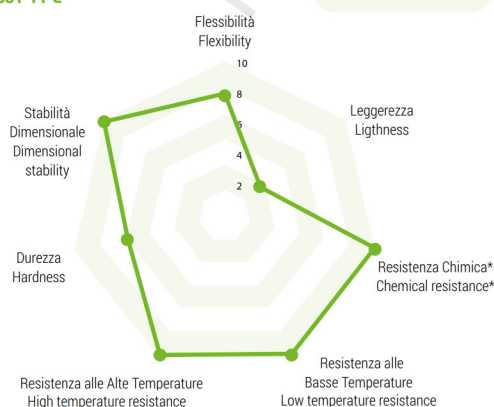 Flessibilità
Flexibility
10
8
6
4
2
Leggerezza
Ligthness
Stabilità
Dimensionale
Dimensional
stability
Durezza
Hardness
Resistenza Chimica*
Chemical resistance*
Resistenza alle
Basse Temperature
Low temperature resistance
Resistenza alle Alte Temperature
High temperature resistance